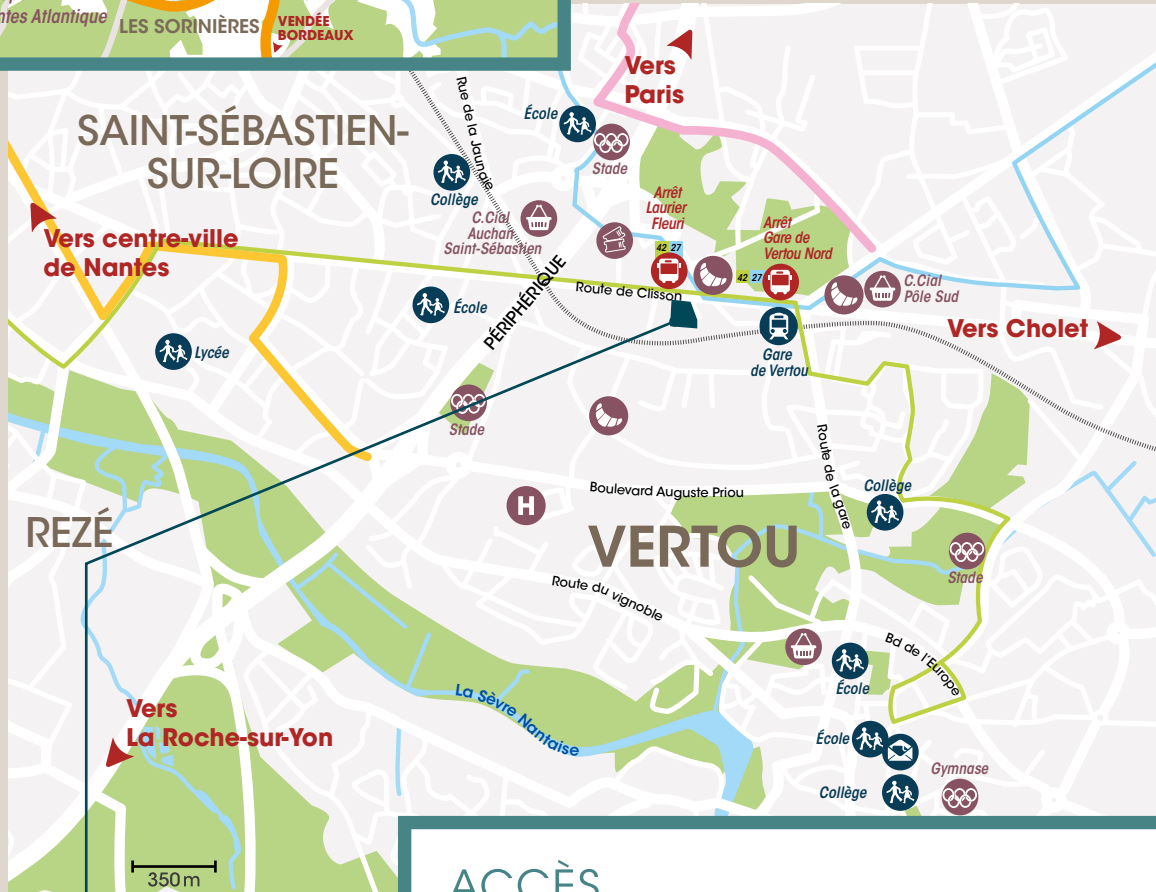 ntes Atlantique
LES SORINIÈRES
VENDÉE
BORDEAUX
Vers
Paris
SAINT-SÉBASTIEN-
SUR-LOIRE
Rue de la Jaunaie
École
Stade
Collège
C.Cial
Auchan
Saint-Sébastien
Arrêt
Laurier
Fleuri
42 27
Arrêt
Gare de
Vertou Nord
42 27
Vers centre-ville
de Nantes
PÉRIPHÉRIQUE
Route de Clisson
C.Cial
Pôle Sud
École
Vers Cholet
Lycée
Gare
de Vertou
Stade
Route de la gare
Boulevard Auguste Priou
Collège
H
REZÉ
VERTOU
Stade
Route du vignoble
Bd de l'Europe
École
La Sèvre Nantaise
Vers
La Roche-sur-Yon
École
Gymnase
Collège
350 m
ACCÈS